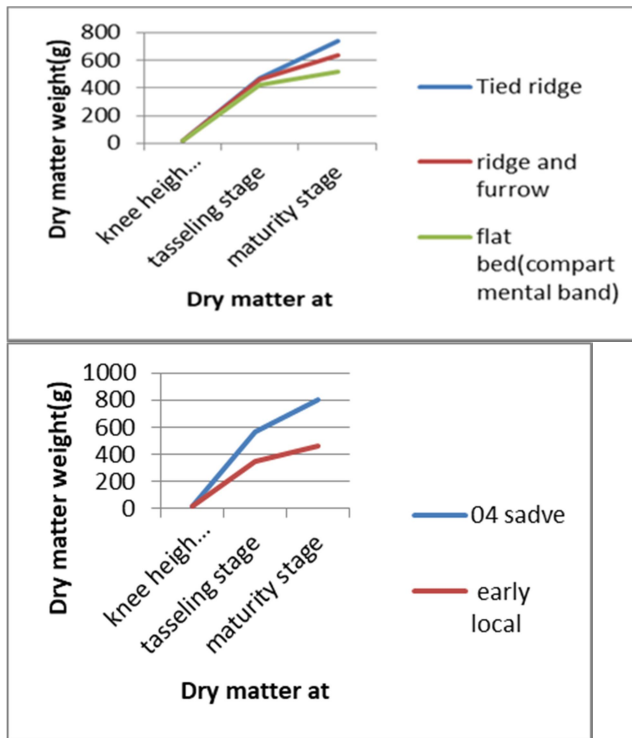 Dry matter weight(g)
800
600
400
200
0
knee heigh...
tasseling stage
maturity stage
Dry matter at
Tied ridge
ridge and
furrow
flat
bed(compart
mental band)
Dry matter weight(g)
1000
800
600
400
200
0
knee heigh...
tasseling stage
maturity stage
Dry matter at
04 sadve
early
local